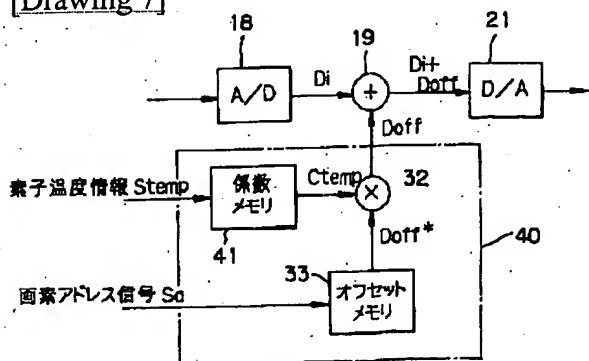 [Drawing 7]
18
19
21
A/D
Di
+
Di+
Doff
D/A
Doff
素子温度情報 Stemp
係数
メモリ
Ctemp
×
32
41
Doff*
40
33
画素アドレス信号 Sa
オフセット
メモリ